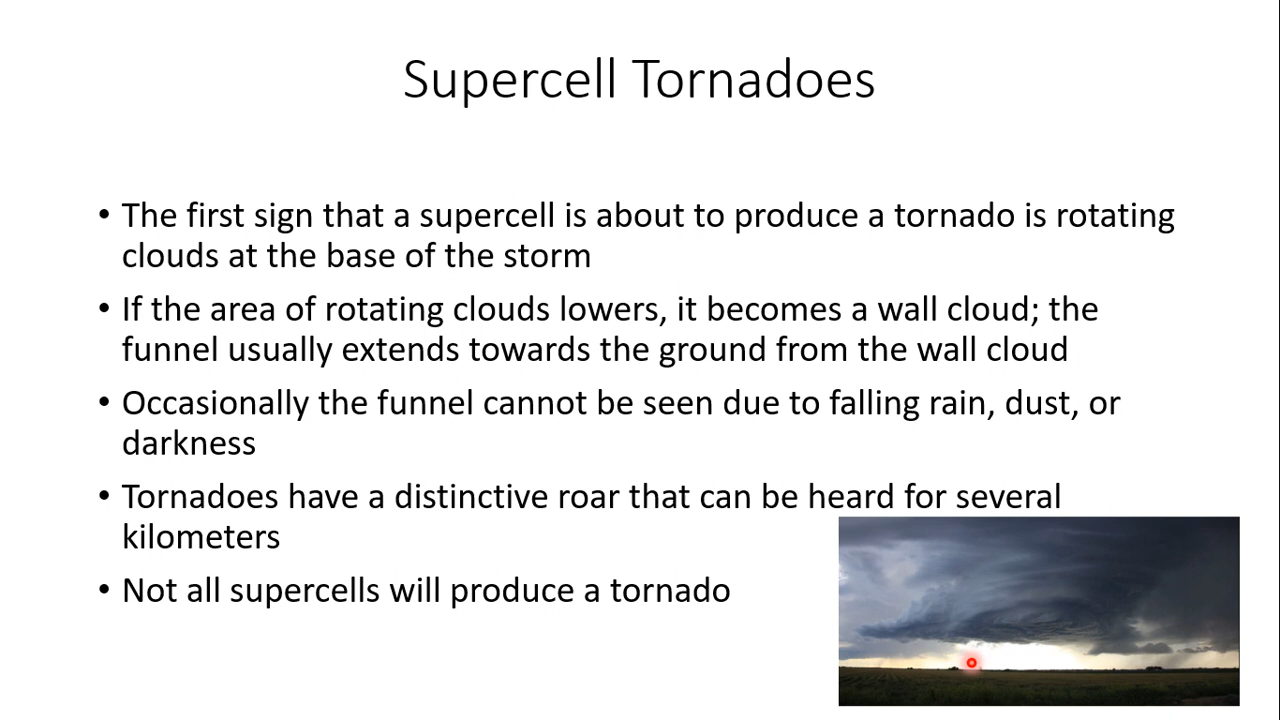 Supercell Tornadoes
• The first sign that a supercell is about to produce a tornado is rotating
clouds at the base of the storm
• If the area of rotating clouds lowers, it becomes a wall cloud; the
funnel usually extends towards the ground from the wall cloud
• Occasionally the funnel cannot be seen due to falling rain, dust, or
darkness
• Tornadoes have a distinctive roar that can be heard for several
kilometers
• Not all supercells will produce a tornado